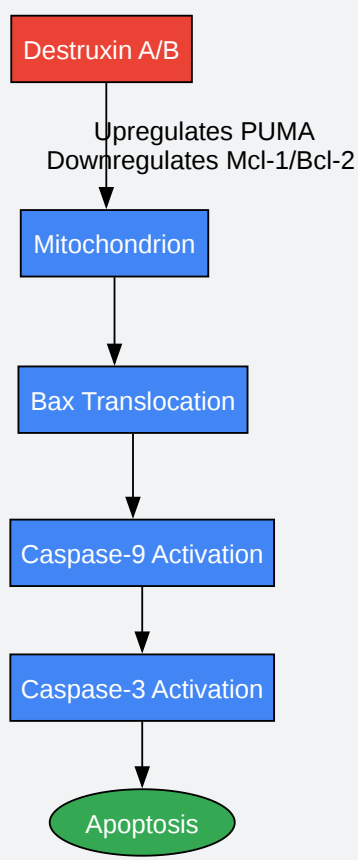 Destruxin A/B
Upregulates PUMA
Downregulates Mcl-1/Bcl-2
Mitochondrion
Bax Translocation
Caspase-9 Activation
Caspase-3 Activation
Apoptosis